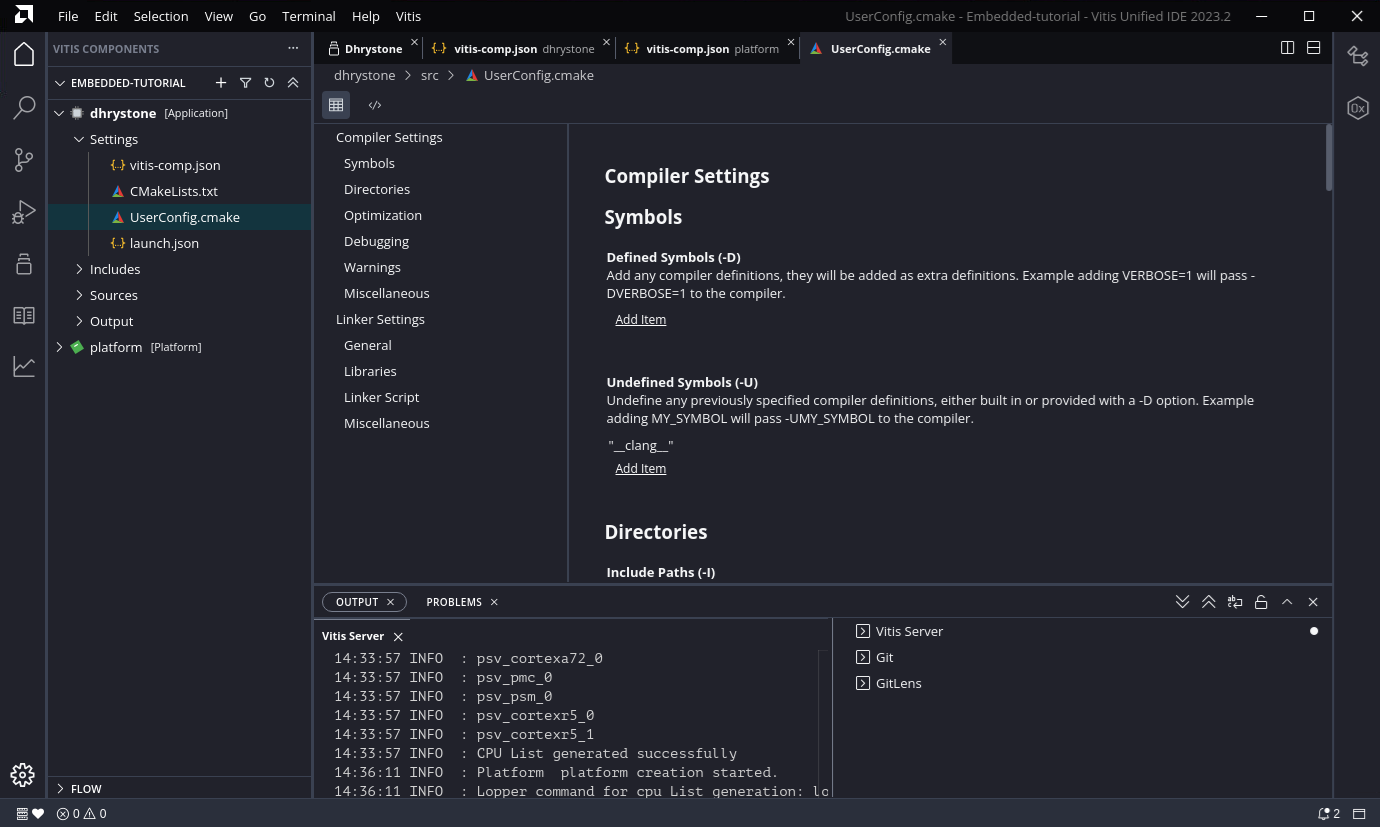 File Edit Selection View Go Terminal Help Vitis
UserConfig.cmake - Embedded-tutorial - Vitis Unified IDE 2023.2
VITIS COMPONENTS
EMBEDDED-TUTORIAL
dhrystone [Application]
Settings
vitis-comp.json
CMakeLists.txt
UserConfig.cmake
launch.json
Includes
Sources
Output
platform [Platform]
FLOW
Dhrystone
vitis-comp.json dhrystone
vitis-comp.json platform
UserConfig.cmake
dhrystone > src > UserConfig.cmake
Compiler Settings
Symbols
Directories
Optimization
Debugging
Warnings
Miscellaneous
Linker Settings
General
Libraries
Linker Script
Miscellaneous
Compiler Settings
Symbols
Defined Symbols (-D)
Add any compiler definitions, they will be added as extra definitions. Example adding VERBOSE=1 will pass -
DVERBOSE=1 to the compiler.
Add Item
Undefined Symbols (-U)
Undefine any previously specified compiler definitions, either built in or provided with a -D option. Example
adding MY_SYMBOL will pass -UMY_SYMBOL to the compiler.
"__clang__"
Add Item
Directories
Include Paths (-I)
OUTPUT
PROBLEMS
Vitis Server
14:33:57 INFO : psv_cortexa72_0
14:33:57 INFO : psv_pmc_0
14:33:57 INFO : psv_psm_0
14:33:57 INFO : psv_cortexr5_0
14:33:57 INFO : psv_cortexr5_1
14:33:57 INFO : CPU List generated successfully
14:36:11 INFO : Platform  platform creation started.
14:36:11 INFO : Lopper command for cpu List generation: lo
Vitis Server
Git
GitLens
0x
0 0
2